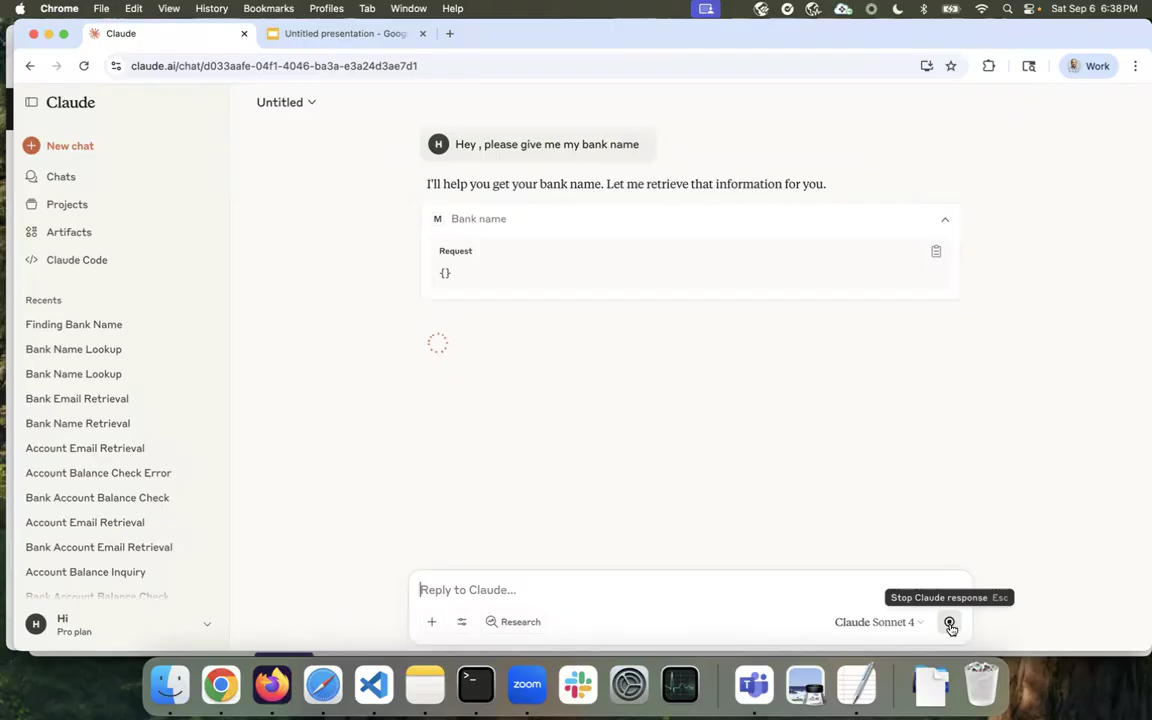 Chrome File Edit View History Bookmarks Profiles Tab Window Help Sat Sep 6 6:38 PM
Claude
Untitled presentation - Goog
claude.ai/chat/d033aafe-04f1-4046-ba3a-e3a24d3ae7d1
Work
Claude
Untitled
New chat
Chats
Projects
Artifacts
Claude Code
Recents
Finding Bank Name
Bank Name Lookup
Bank Name Lookup
Bank Email Retrieval
Bank Name Retrieval
Account Email Retrieval
Account Balance Check Error
Bank Account Balance Check
Account Email Retrieval
Bank Account Email Retrieval
Account Balance Inquiry
Bank Account Balance Check
H
Hi
Pro plan
H Hey , please give me my bank name
I'll help you get your bank name. Let me retrieve that information for you.
M Bank name
Request
{}
Reply to Claude...
Stop Claude response Esc
Research
Claude Sonnet 4
zoom